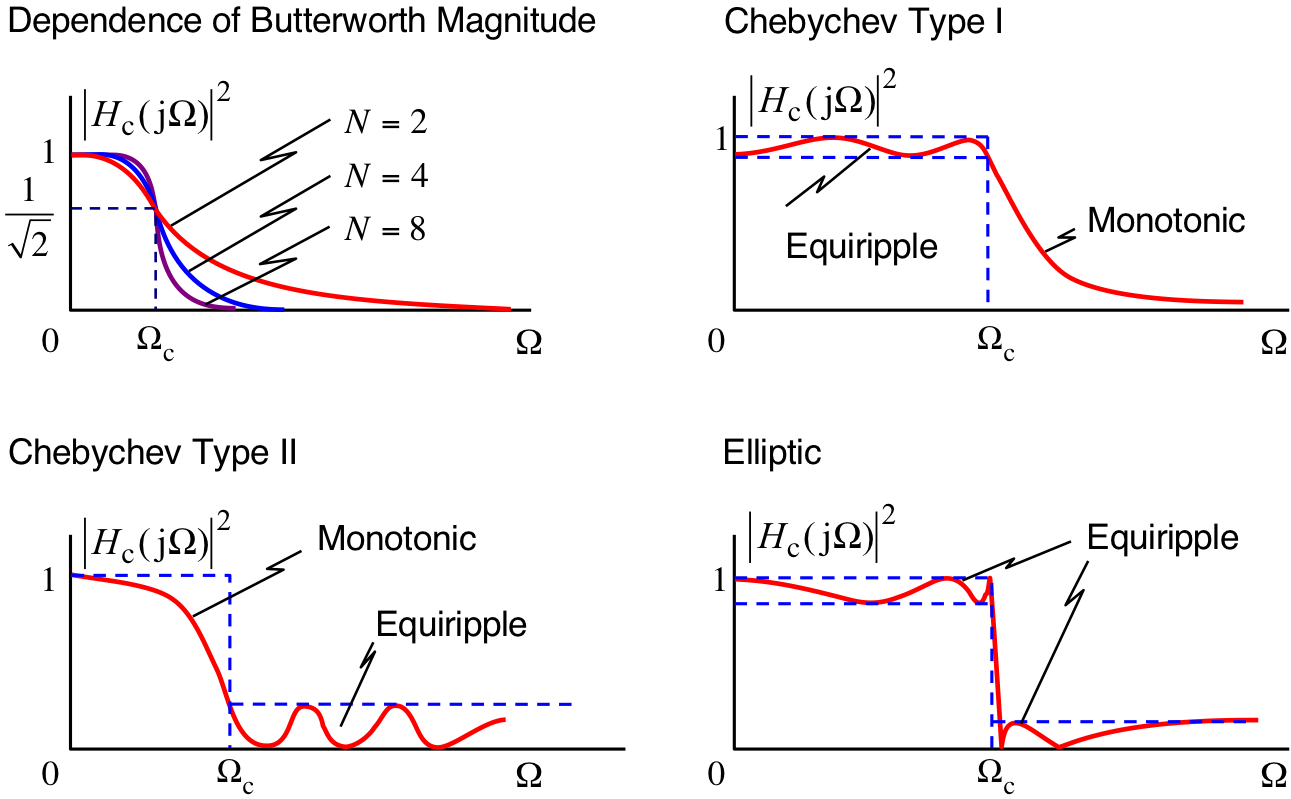 Dependence of Butterworth Magnitude
|H_c(jΩ)|^2
N = 2
N = 4
N = 8
1
1/√2
0
Ω_c
Ω
Chebychev Type I
|H_c(jΩ)|^2
1
Equiripple
Monotonic
0
Ω_c
Ω
Chebychev Type II
|H_c(jΩ)|^2
Monotonic
1
Equiripple
0
Ω_c
Ω
Elliptic
|H_c(jΩ)|^2
Equiripple
1
0
Ω_c
Ω